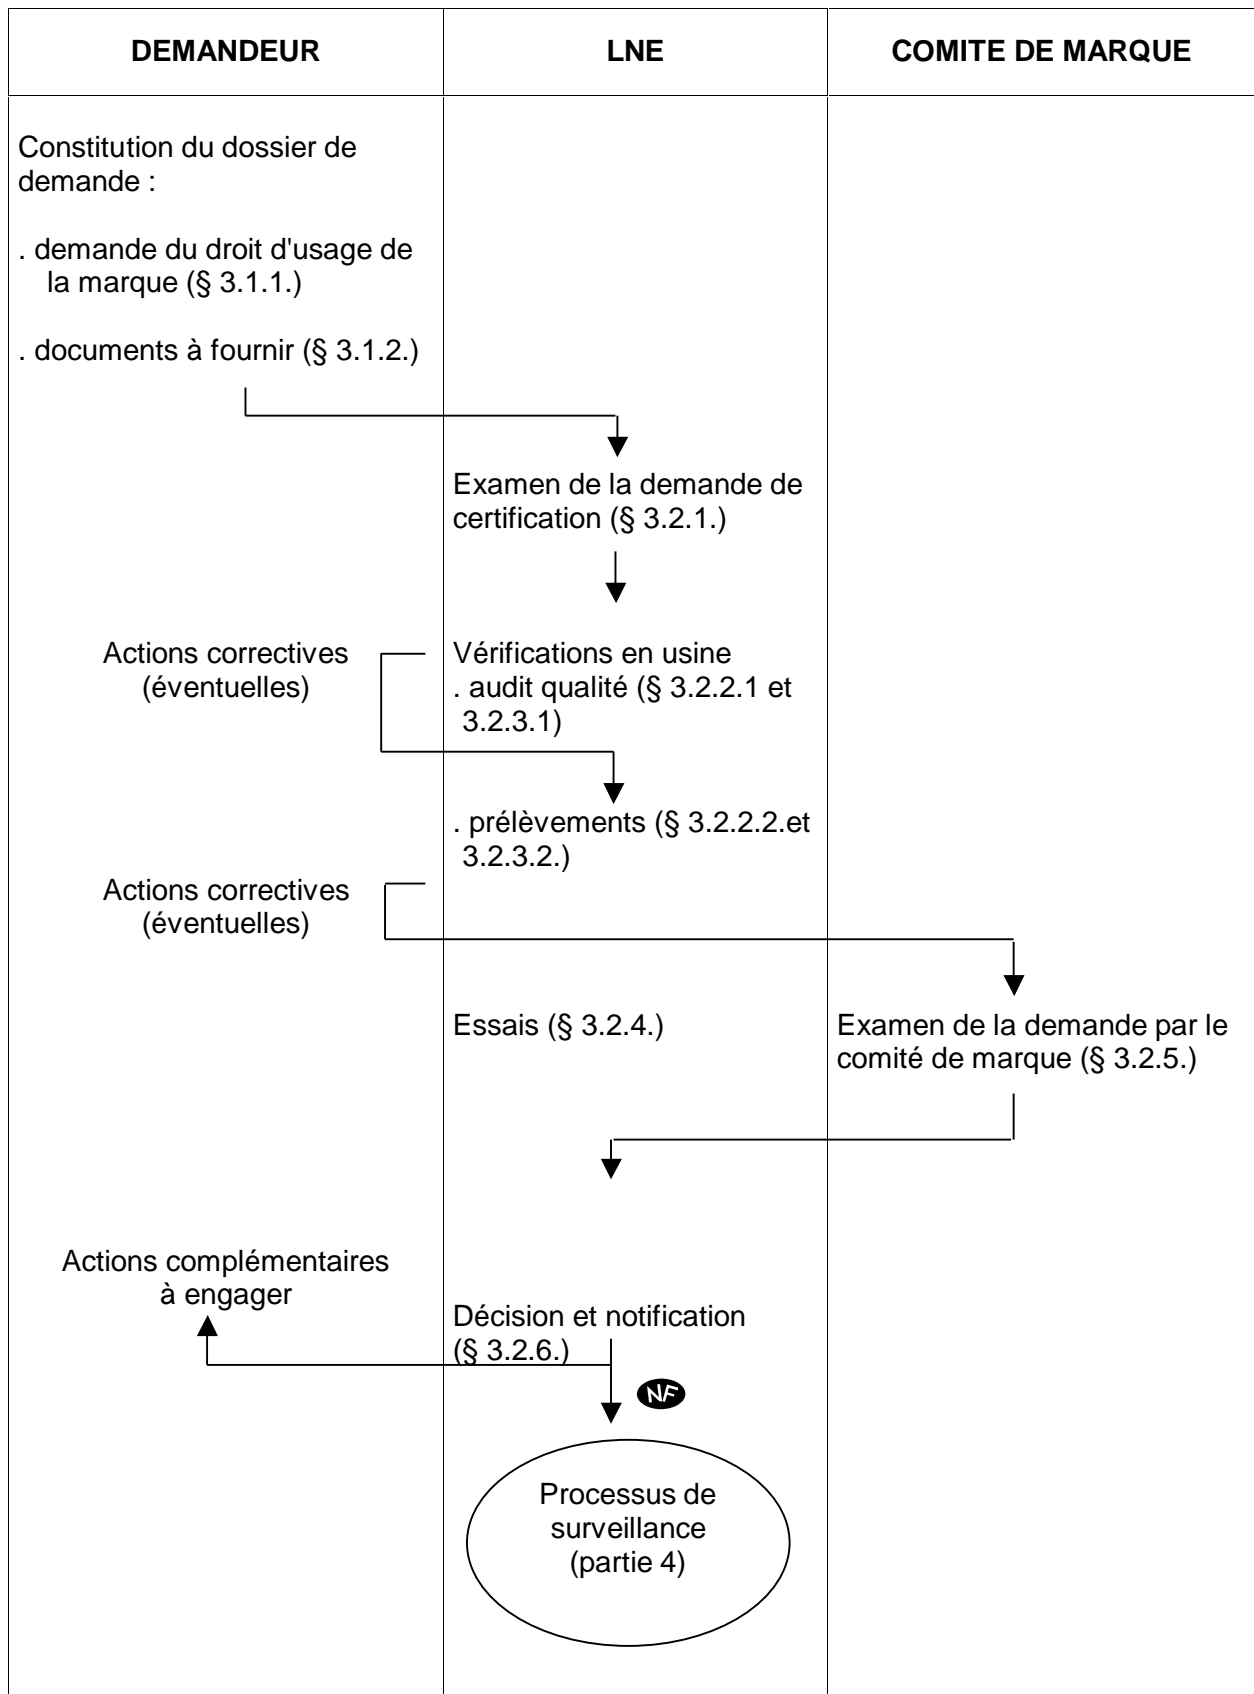 DEMANDEUR
LNE
COMITE DE MARQUE
Constitution du dossier de
demande :
. demande du droit d'usage de
la marque (§ 3.1.1.)
. documents à fournir (§ 3.1.2.)
Examen de la demande de
certification (§ 3.2.1.)
Actions correctives
(éventuelles)
Vérifications en usine
. audit qualité (§ 3.2.2.1 et
3.2.3.1)
. prélèvements (§ 3.2.2.2.et
3.2.3.2.)
Actions correctives
(éventuelles)
Essais (§ 3.2.4.)
Examen de la demande par le
comité de marque (§ 3.2.5.)
Actions complémentaires
à engager
Décision et notification
(§ 3.2.6.)
NF
Processus de
surveillance
(partie 4)